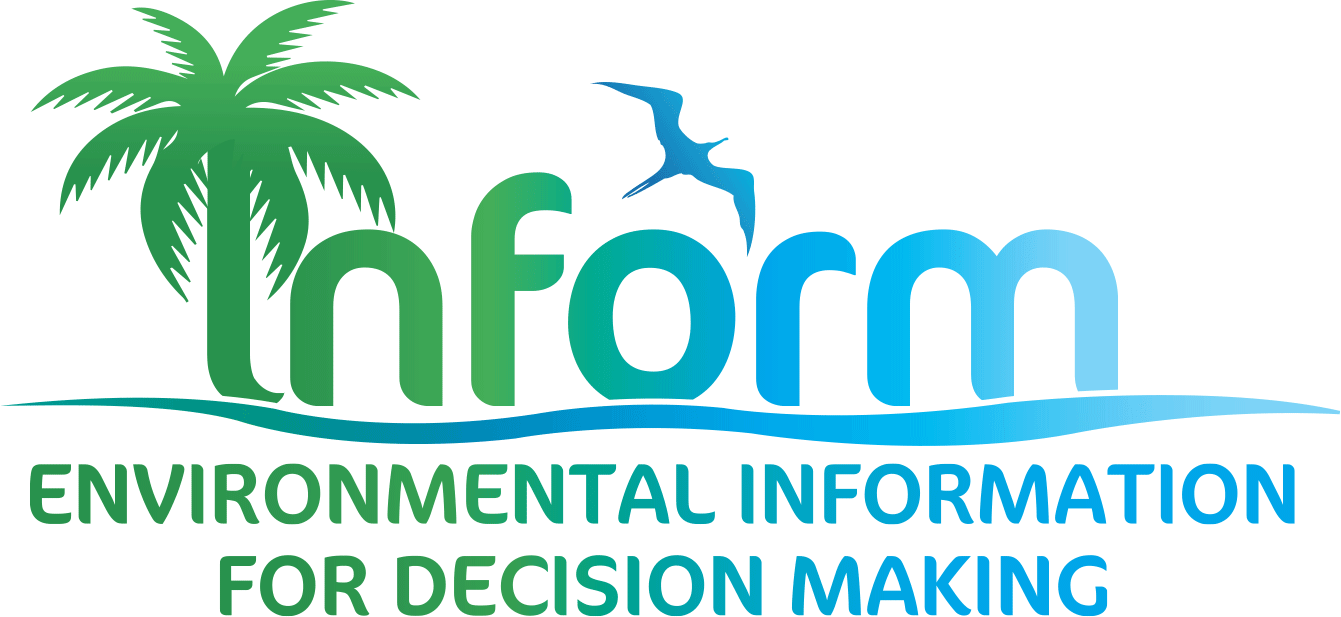 Inform
ENVIRONMENTAL INFORMATION
FOR DECISION MAKING